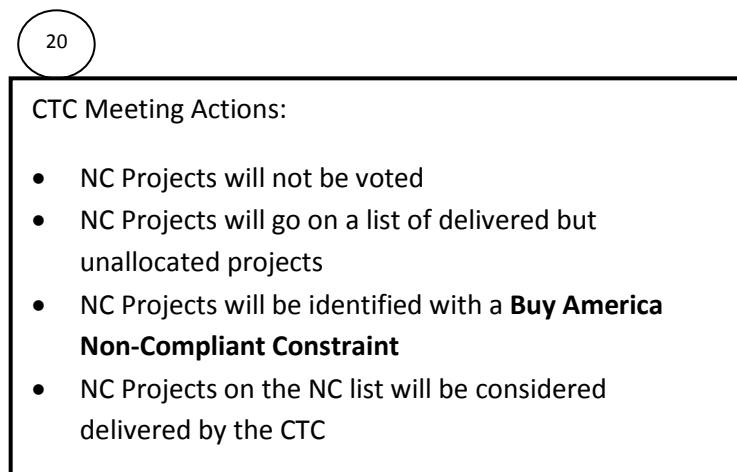 20
CTC Meeting Actions:
• NC Projects will not be voted
• NC Projects will go on a list of delivered but
unallocated projects
• NC Projects will be identified with a Buy America
Non-Compliant Constraint
• NC Projects on the NC list will be considered
delivered by the CTC